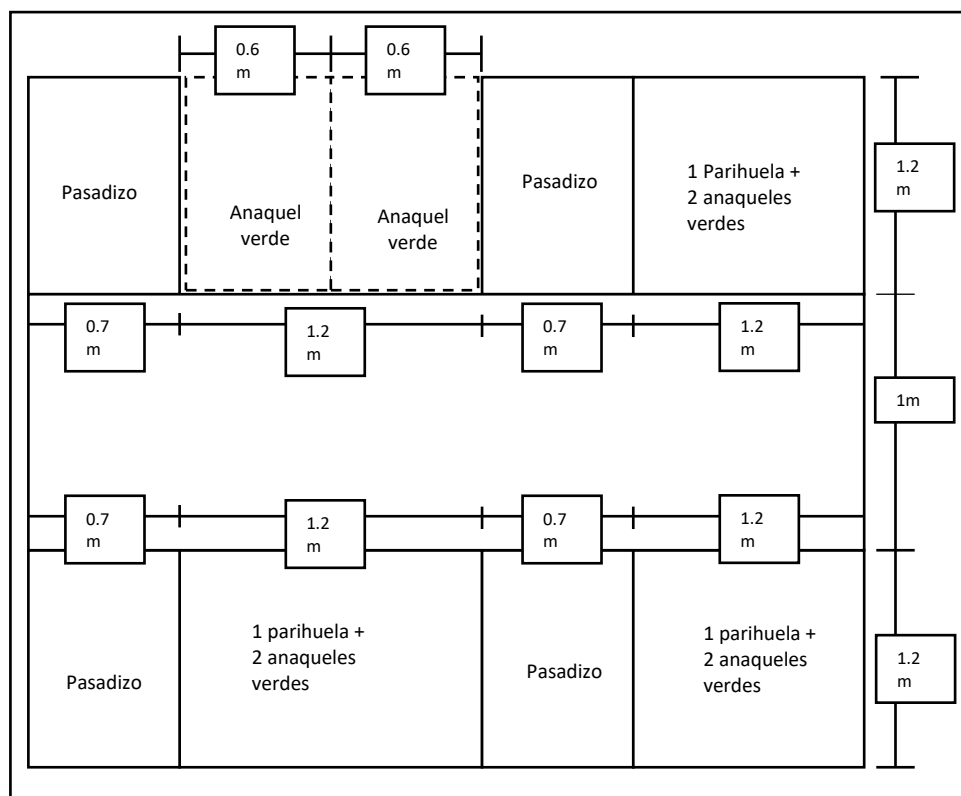 0.6
m
0.6
m
Pasadizo
Anaquel
verde
Anaquel
verde
Pasadizo
1 Parihuela +
2 anaqueles
verdes
1.2
m
0.7
m
1.2
m
0.7
m
1.2
m
1m
0.7
m
1.2
m
0.7
m
1.2
m
Pasadizo
1 parihuela +
2 anaqueles
verdes
Pasadizo
1 parihuela +
2 anaqueles
verdes
1.2
m